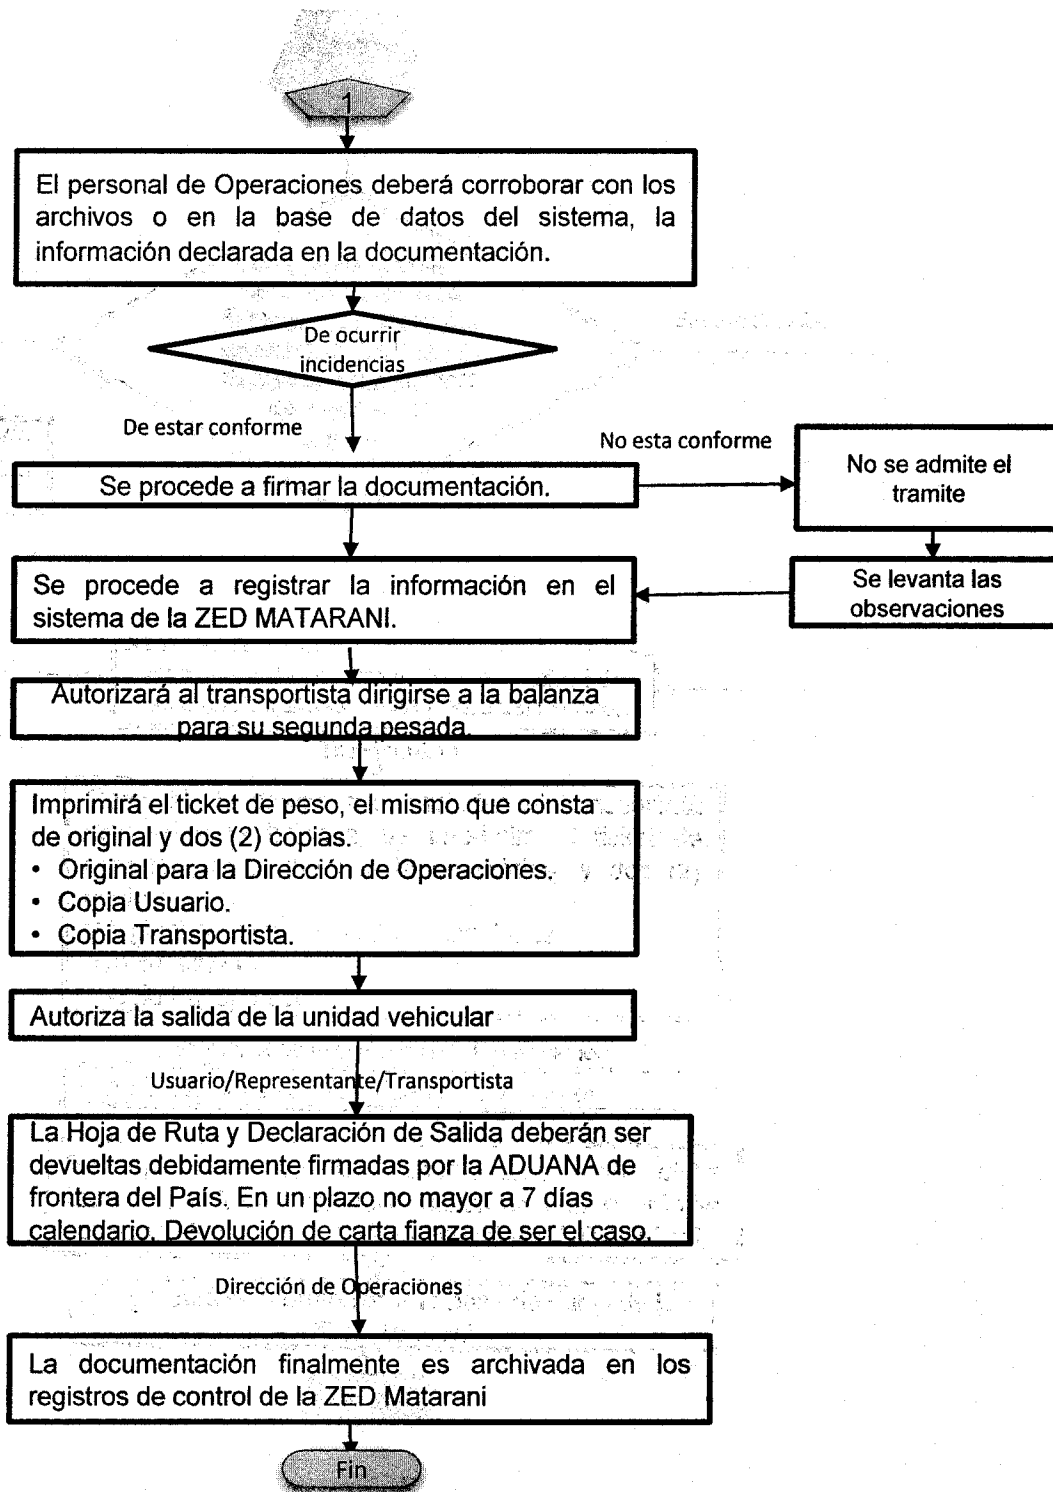 1
El personal de Operaciones deberá corroborar con los
archivos o en la base de datos del sistema, la
información declarada en la documentación.
De ocurrir
incidencias
De estar conforme
No esta conforme
Se procede a firmar la documentación.
No se admite el
tramite
Se procede a registrar la información en el
sistema de la ZED MATARANI.
Se levanta las
observaciones
Autorizará al transportista dirigirse a la balanza
para su segunda pesada.
Imprimirá el ticket de peso, el mismo que consta
de original y dos (2) copias.
• Original para la Dirección de Operaciones.
• Copia Usuario.
• Copia Transportista.
Autoriza la salida de la unidad vehicular
Usuario/Representante/Transportista
La Hoja de Ruta y Declaración de Salida deberán ser
devueltas debidamente firmadas por la ADUANA de
frontera del País. En un plazo no mayor a 7 días
calendario. Devolución de carta fianza de ser el caso.
Dirección de Operaciones
La documentación finalmente es archivada en los
registros de control de la ZED Matarani
Fin